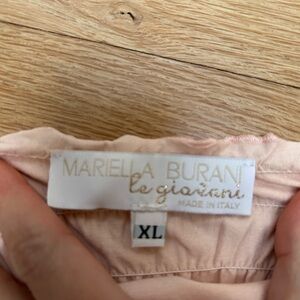 MARIELLA BURANI
le giovani
MADE IN ITALY
XL